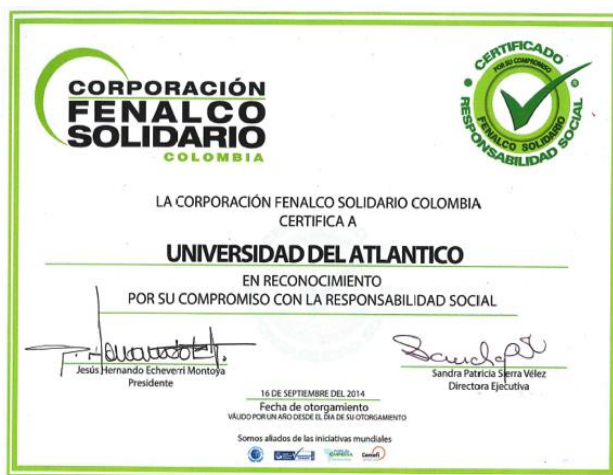 CORPORACIÓN
FENALCO
SOLIDARIO
COLOMBIA
CERTIFICADO
POR SU COMPROMISO
FENALCO SOLIDARIO
RESPONSABILIDAD SOCIAL
LA CORPORACIÓN FENALCO SOLIDARIO COLOMBIA
CERTIFICA A
UNIVERSIDAD DEL ATLANTICO
EN RECONOCIMIENTO
POR SU COMPROMISO CON LA RESPONSABILIDAD SOCIAL
Jesús Hernando Echeverri Montoya
Presidente
Sandra Patricia Sierra Vélez
Directora Ejecutiva
16 DE SEPTIEMBRE DEL 2014
Fecha de otorgamiento
VÁLIDO POR UN AÑO DESDE EL DIA DE SU OTORGAMIENTO
Somos aliados de las iniciativas mundiales